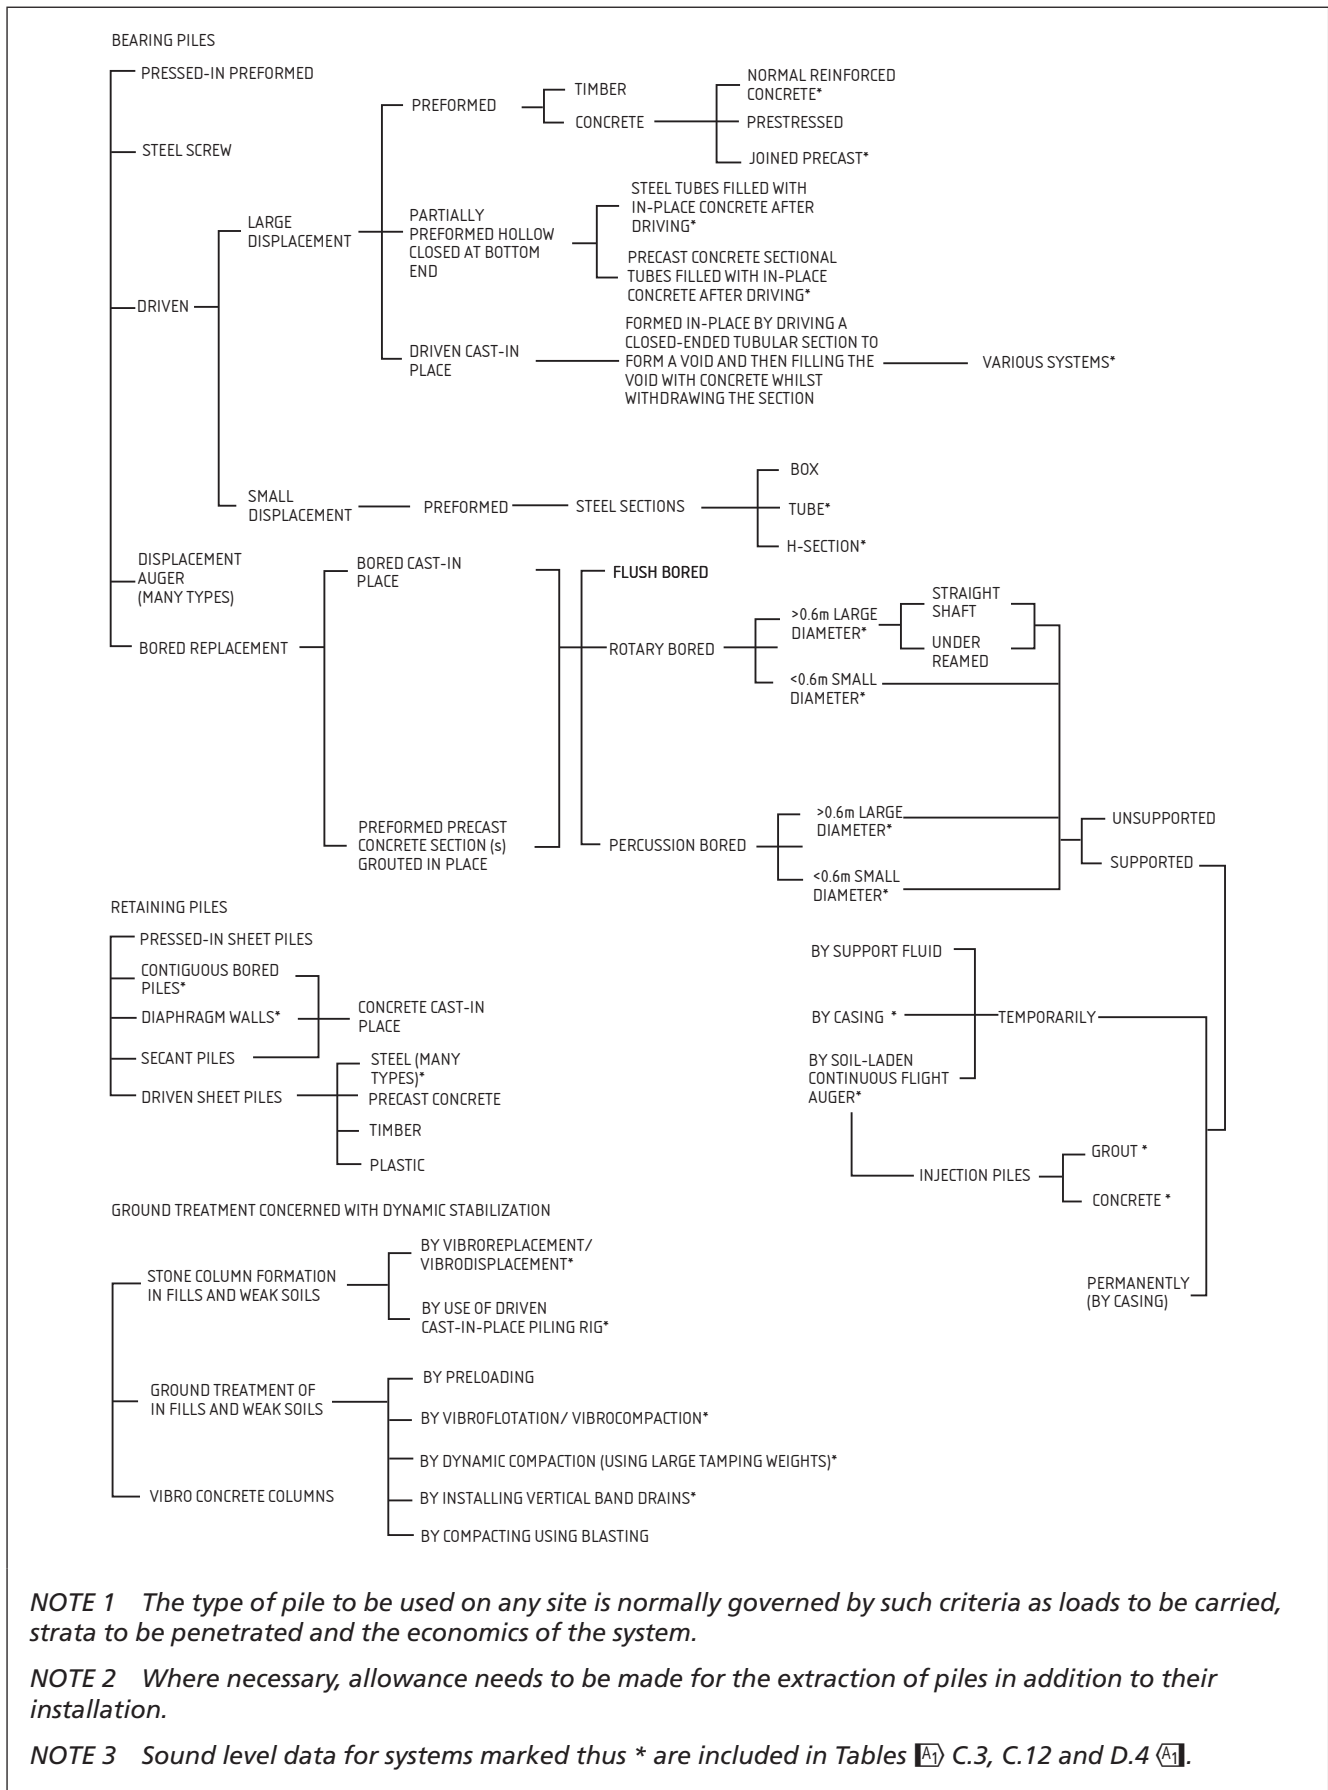 BEARING PILES
PRESSED-IN PREFORMED
STEEL SCREW
DRIVEN
LARGE
DISPLACEMENT
PREFORMED
TIMBER
CONCRETE
NORMAL REINFORCED
CONCRETE*
PRESTRESSED
JOINED PRECAST*
PARTIALLY
PREFORMED HOLLOW
CLOSED AT BOTTOM
END
STEEL TUBES FILLED WITH
IN-PLACE CONCRETE AFTER
DRIVING*
PRECAST CONCRETE SECTIONAL
TUBES FILLED WITH IN-PLACE
CONCRETE AFTER DRIVING*
DRIVEN CAST-IN
PLACE
FORMED IN-PLACE BY DRIVING A
CLOSED-ENDED TUBULAR SECTION TO
FORM A VOID AND THEN FILLING THE
VOID WITH CONCRETE WHILST
WITHDRAWING THE SECTION
VARIOUS SYSTEMS*
SMALL
DISPLACEMENT
PREFORMED
STEEL SECTIONS
BOX
TUBE*
H-SECTION*
DISPLACEMENT
AUGER
(MANY TYPES)
BORED REPLACEMENT
BORED CAST-IN
PLACE
PREFORMED PRECAST
CONCRETE SECTION (s)
GROUTED IN PLACE
FLUSH BORED
ROTARY BORED
>0.6m LARGE
DIAMETER*
STRAIGHT
SHAFT
UNDER
REAMED
<0.6m SMALL
DIAMETER*
PERCUSSION BORED
>0.6m LARGE
DIAMETER*
<0.6m SMALL
DIAMETER*
UNSUPPORTED
SUPPORTED
BY SUPPORT FLUID
BY CASING *
BY SOIL-LADEN
CONTINUOUS FLIGHT
AUGER*
TEMPORARILY
INJECTION PILES
GROUT *
CONCRETE *
PERMANENTLY
(BY CASING)
RETAINING PILES
PRESSED-IN SHEET PILES
CONTIGUOUS BORED
PILES*
DIAPHRAGM WALLS*
SECANT PILES
CONCRETE CAST-IN
PLACE
DRIVEN SHEET PILES
STEEL (MANY
TYPES)*
PRECAST CONCRETE
TIMBER
PLASTIC
GROUND TREATMENT CONCERNED WITH DYNAMIC STABILIZATION
STONE COLUMN FORMATION
IN FILLS AND WEAK SOILS
BY VIBROREPLACEMENT/
VIBRODISPLACEMENT*
BY USE OF DRIVEN
CAST-IN-PLACE PILING RIG*
GROUND TREATMENT OF
IN FILLS AND WEAK SOILS
BY PRELOADING
BY VIBROFLOTATION/ VIBROCOMPACTION*
BY DYNAMIC COMPACTION (USING LARGE TAMPING WEIGHTS)*
BY INSTALLING VERTICAL BAND DRAINS*
BY COMPACTING USING BLASTING
VIBRO CONCRETE COLUMNS
NOTE 1 The type of pile to be used on any site is normally governed by such criteria as loads to be carried,
strata to be penetrated and the economics of the system.
NOTE 2 Where necessary, allowance needs to be made for the extraction of piles in addition to their
installation.
NOTE 3 Sound level data for systems marked thus * are included in Tables A1 C.3, C.12 and D.4 A1.